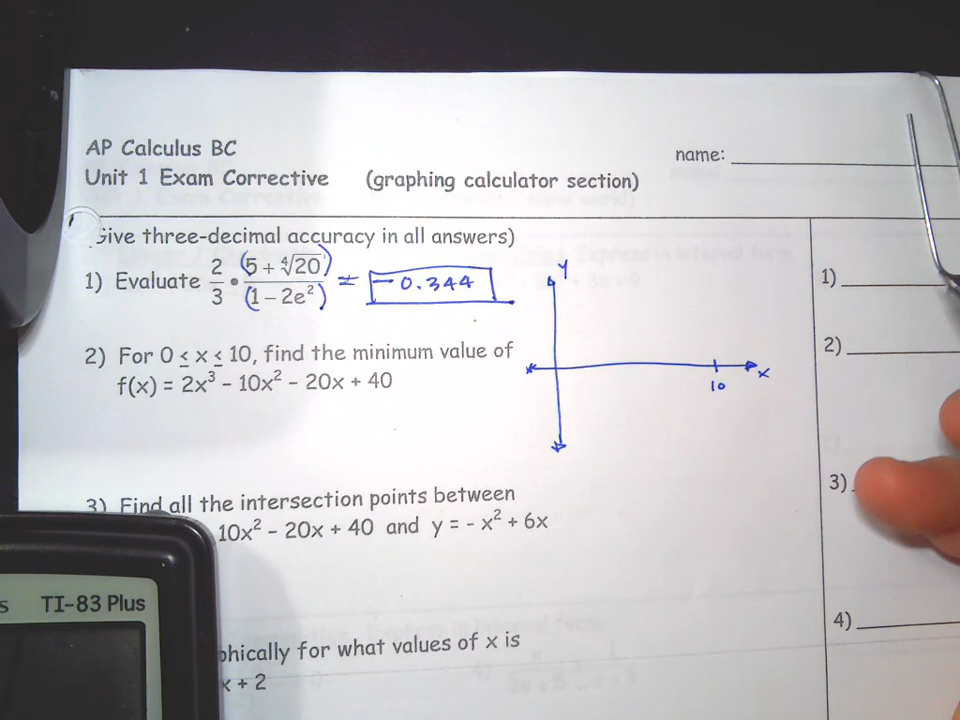 AP Calculus BC
name:
Unit 1 Exam Corrective (graphing calculator section)
Give three-decimal accuracy in all answers)
1) Evaluate 2/3 • (5 + ∜20)/(1 – 2e²) = – 0.344
y
x
10
1)
2) For 0 ≤ x ≤ 10, find the minimum value of
f(x) = 2x³ – 10x² – 20x + 40
2)
3) Find all the intersection points between
10x² – 20x + 40 and y = - x² + 6x
3)
phically for what values of x is
x + 2
4)
s TI-83 Plus